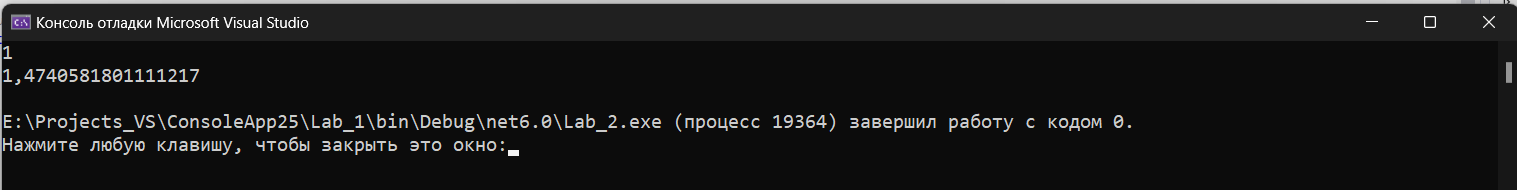 Консоль отладки Microsoft Visual Studio
1
1,4740581801111217
E:\Projects_VS\ConsoleApp25\Lab_1\bin\Debug\net6.0\Lab_2.exe (процесс 19364) завершил работу с кодом 0.
Нажмите любую клавишу, чтобы закрыть это окно: